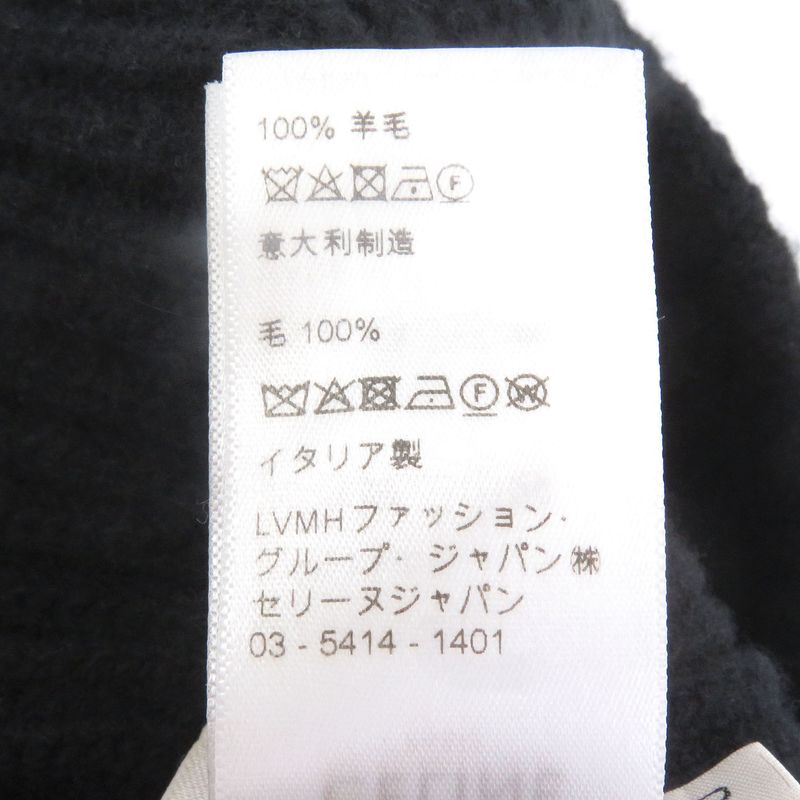 100% 羊毛
F
意大利制造
毛 100%
F W
イタリア製
LVMHファッション・
グループ・ジャパン㈱
セリーヌジャパン
03 - 5414 - 1401